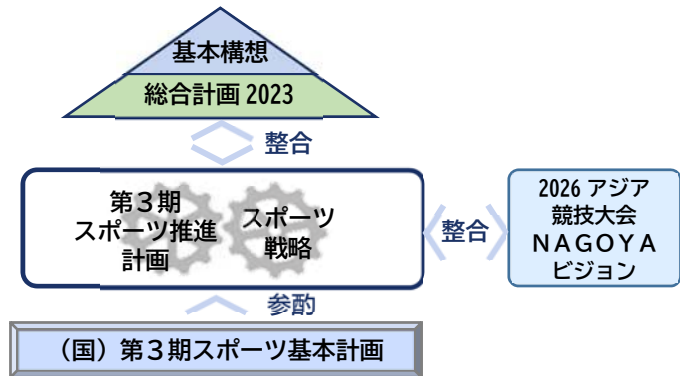 基本構想
総合計画 2023
整合
第３期
スポーツ推進
計画
スポーツ
戦略
整合
2026 アジア
競技大会
ＮＡＧＯＹＡ
ビジョン
参酌
（国）第３期スポーツ基本計画